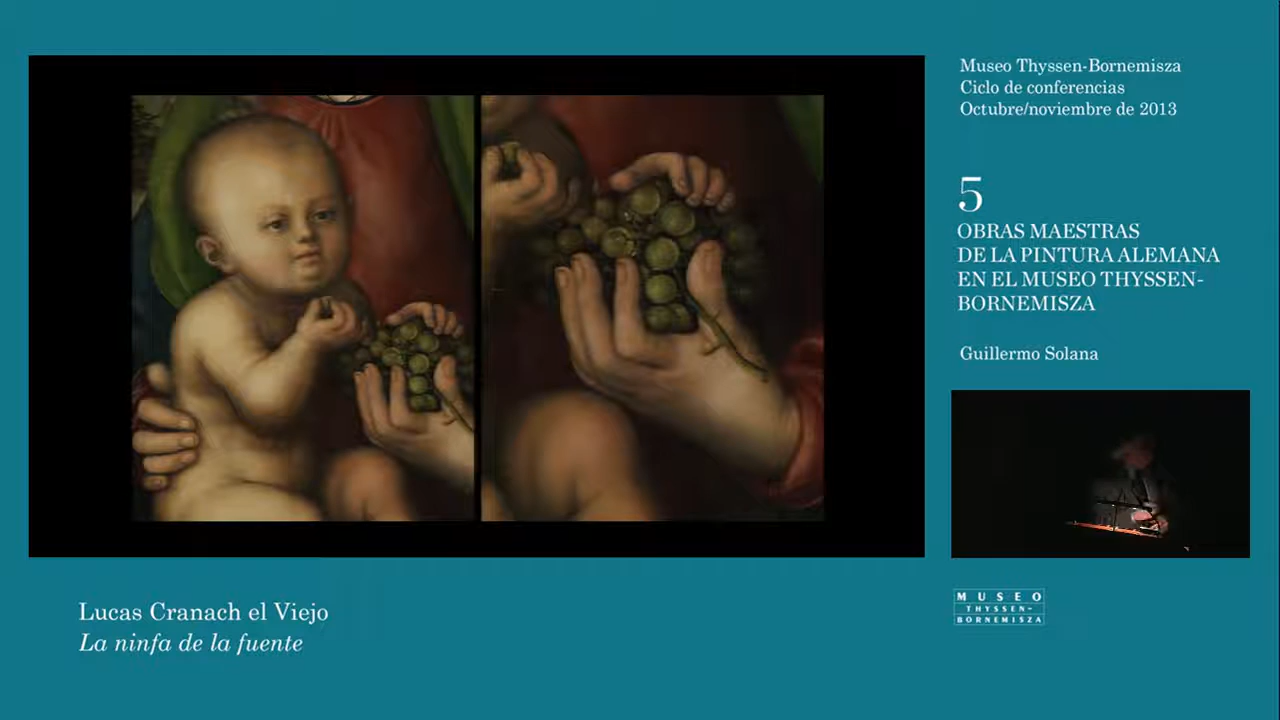 Museo Thyssen-Bornemisza
Ciclo de conferencias
Octubre/noviembre de 2013
5
OBRAS MAESTRAS
DE LA PINTURA ALEMANA
EN EL MUSEO THYSSEN-
BORNEMISZA
Guillermo Solana
Lucas Cranach el Viejo
La ninfa de la fuente
MUSEO
THYSSEN-
BORNEMISZA